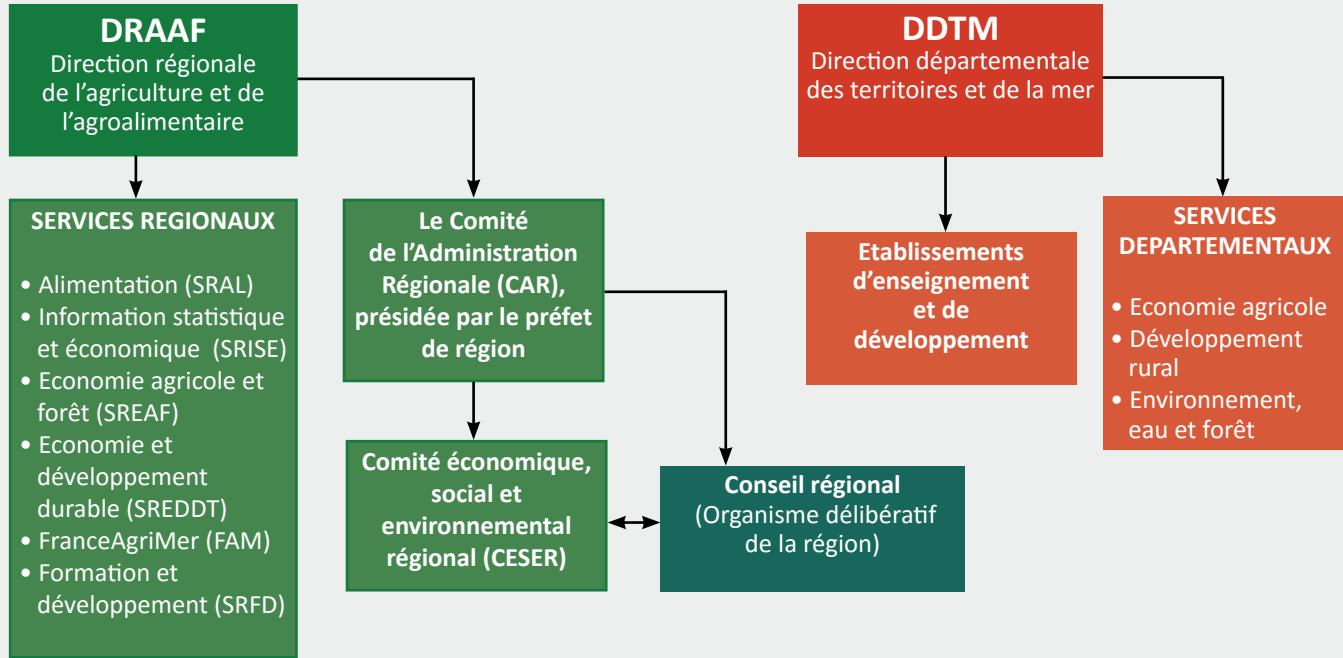 DRAAF
Direction régionale
de l’agriculture et de
l’agroalimentaire
DDTM
Direction départementale
des territoires et de la mer
SERVICES REGIONAUX
• Alimentation (SRAL)
• Information statistique
et économique (SRISE)
• Economie agricole et
forêt (SREAF)
• Economie et
développement
durable (SREDDT)
• FranceAgriMer (FAM)
• Formation et
développement (SRFD)
Le Comité
de l’Administration
Régionale (CAR),
présidée par le préfet
de région
Comité économique,
social et
environnemental
régional (CESER)
Conseil régional
(Organisme délibératif
de la région)
Etablissements
d’enseignement
et de
développement
SERVICES
DEPARTEMENTAUX
• Economie agricole
• Développement
rural
• Environnement,
eau et forêt